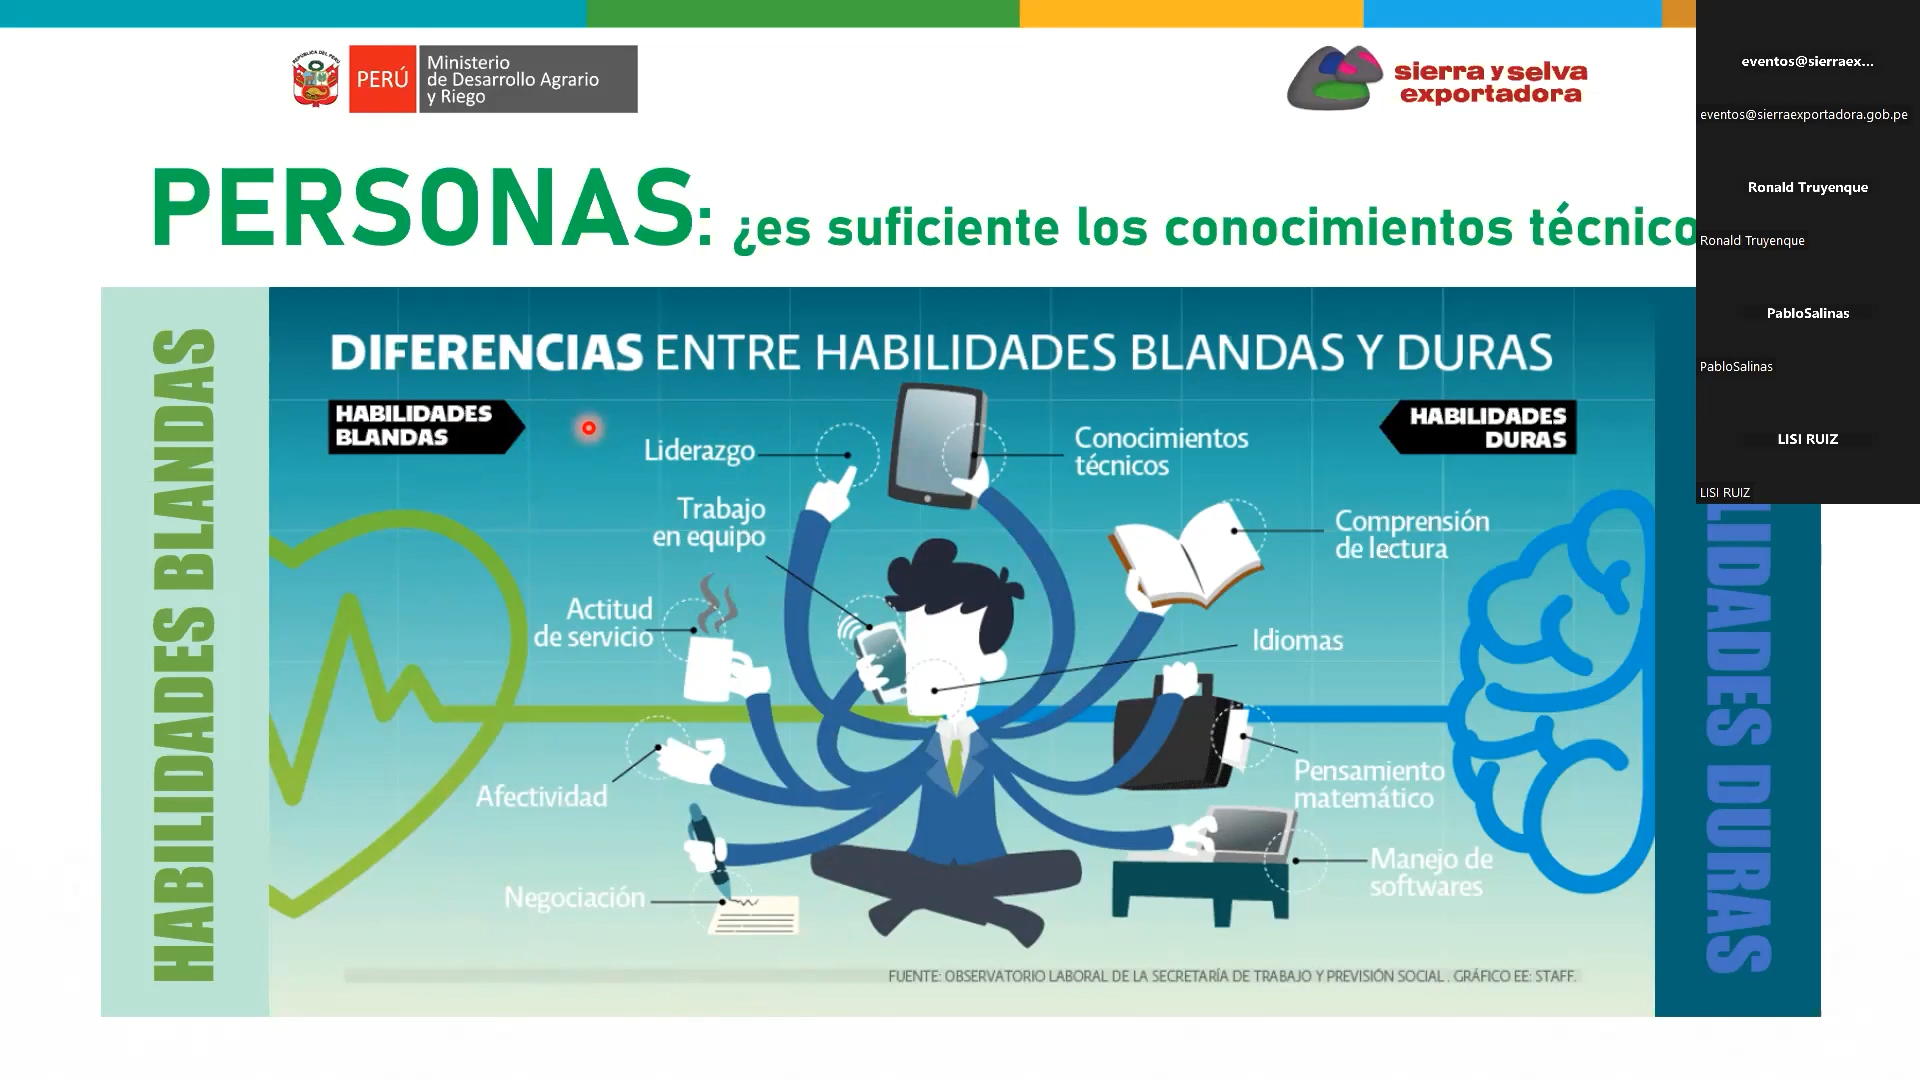 REPÚBLICA DEL PERÚ
PERÚ
Ministerio
de Desarrollo Agrario
y Riego
sierra y selva
exportadora
PERSONAS: ¿es suficiente los conocimientos técnico
HABILIDADES BLANDAS
DIFERENCIAS ENTRE HABILIDADES BLANDAS Y DURAS
HABILIDADES
BLANDAS
HABILIDADES
DURAS
Liderazgo
Conocimientos
técnicos
Trabajo
en equipo
Comprensión
de lectura
Actitud
de servicio
Idiomas
Afectividad
Pensamiento
matemático
Negociación
Manejo de
softwares
FUENTE: OBSERVATORIO LABORAL DE LA SECRETARÍA DE TRABAJO Y PREVISIÓN SOCIAL . GRÁFICO EE: STAFF.
LIDADES DURAS
eventos@sierraex...
eventos@sierraexportadora.gob.pe
Ronald Truyenque
Ronald Truyenque
PabloSalinas
PabloSalinas
LISI RUIZ
LISI RUIZ